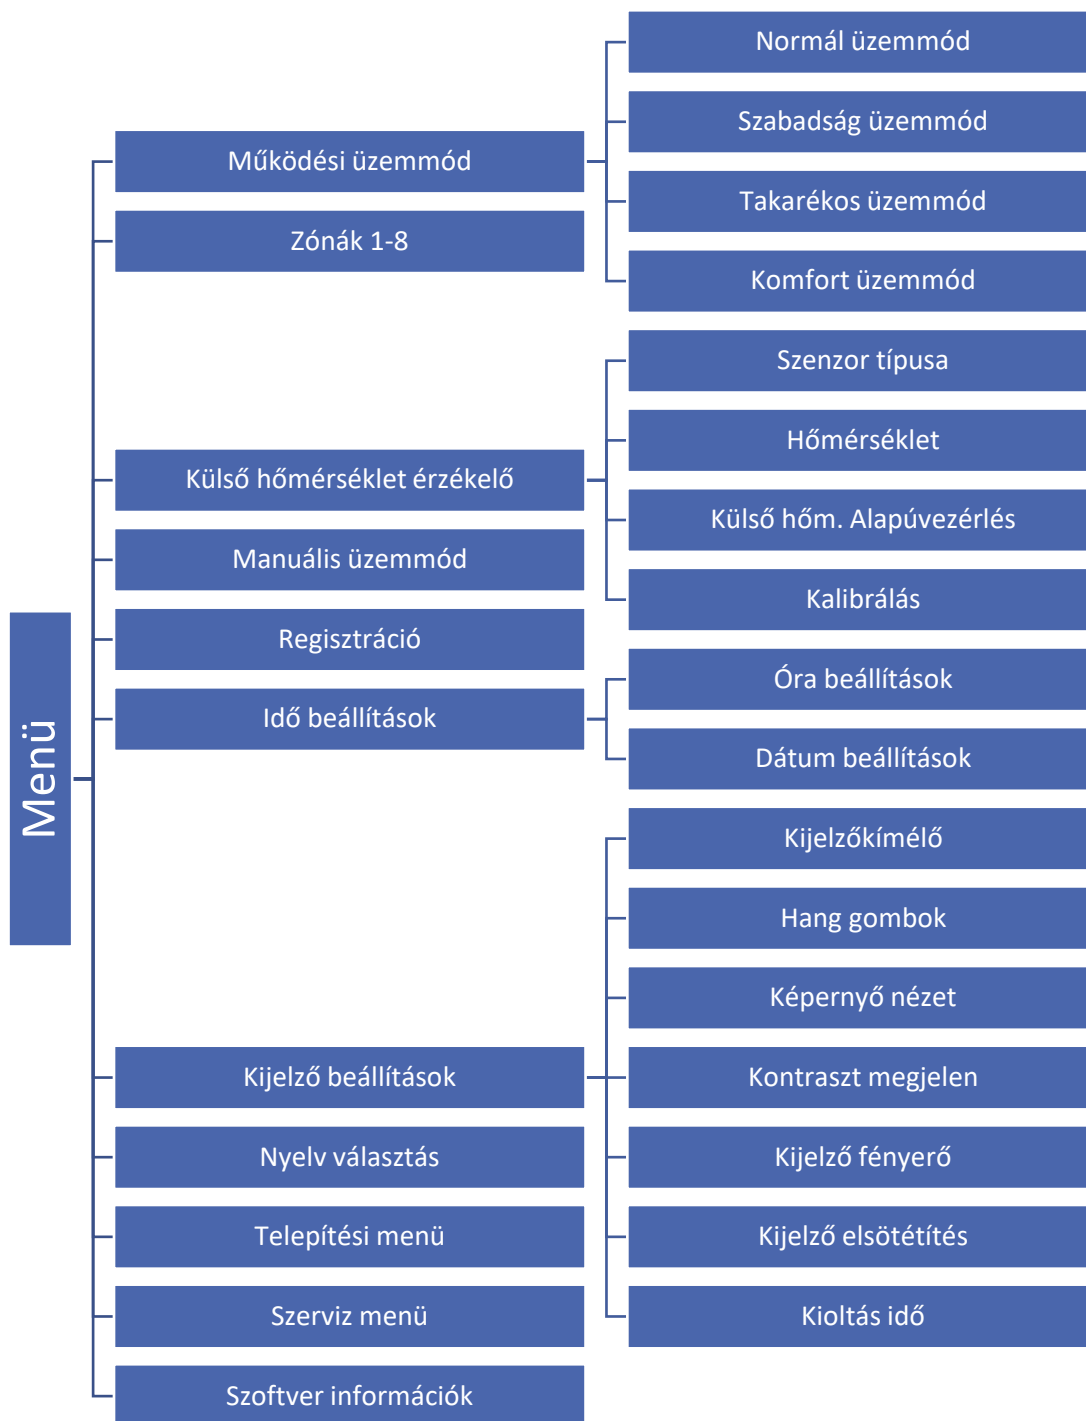 Menü
Működési üzemmód
Normál üzemmód
Szabadság üzemmód
Takarékos üzemmód
Komfort üzemmód
Zónák 1-8
Külső hőmérséklet érzékelő
Szenzor típusa
Hőmérséklet
Külső hőm. Alapúvezérlés
Kalibrálás
Manuális üzemmód
Regisztráció
Idő beállítások
Óra beállítások
Dátum beállítások
Kijelző beállítások
Kijelzőkímélő
Hang gombok
Képernyő nézet
Kontraszt megjelen
Kijelző fényerő
Kijelző elsötétítés
Kioltás idő
Nyelv választás
Telepítési menü
Szerviz menü
Szoftver információk